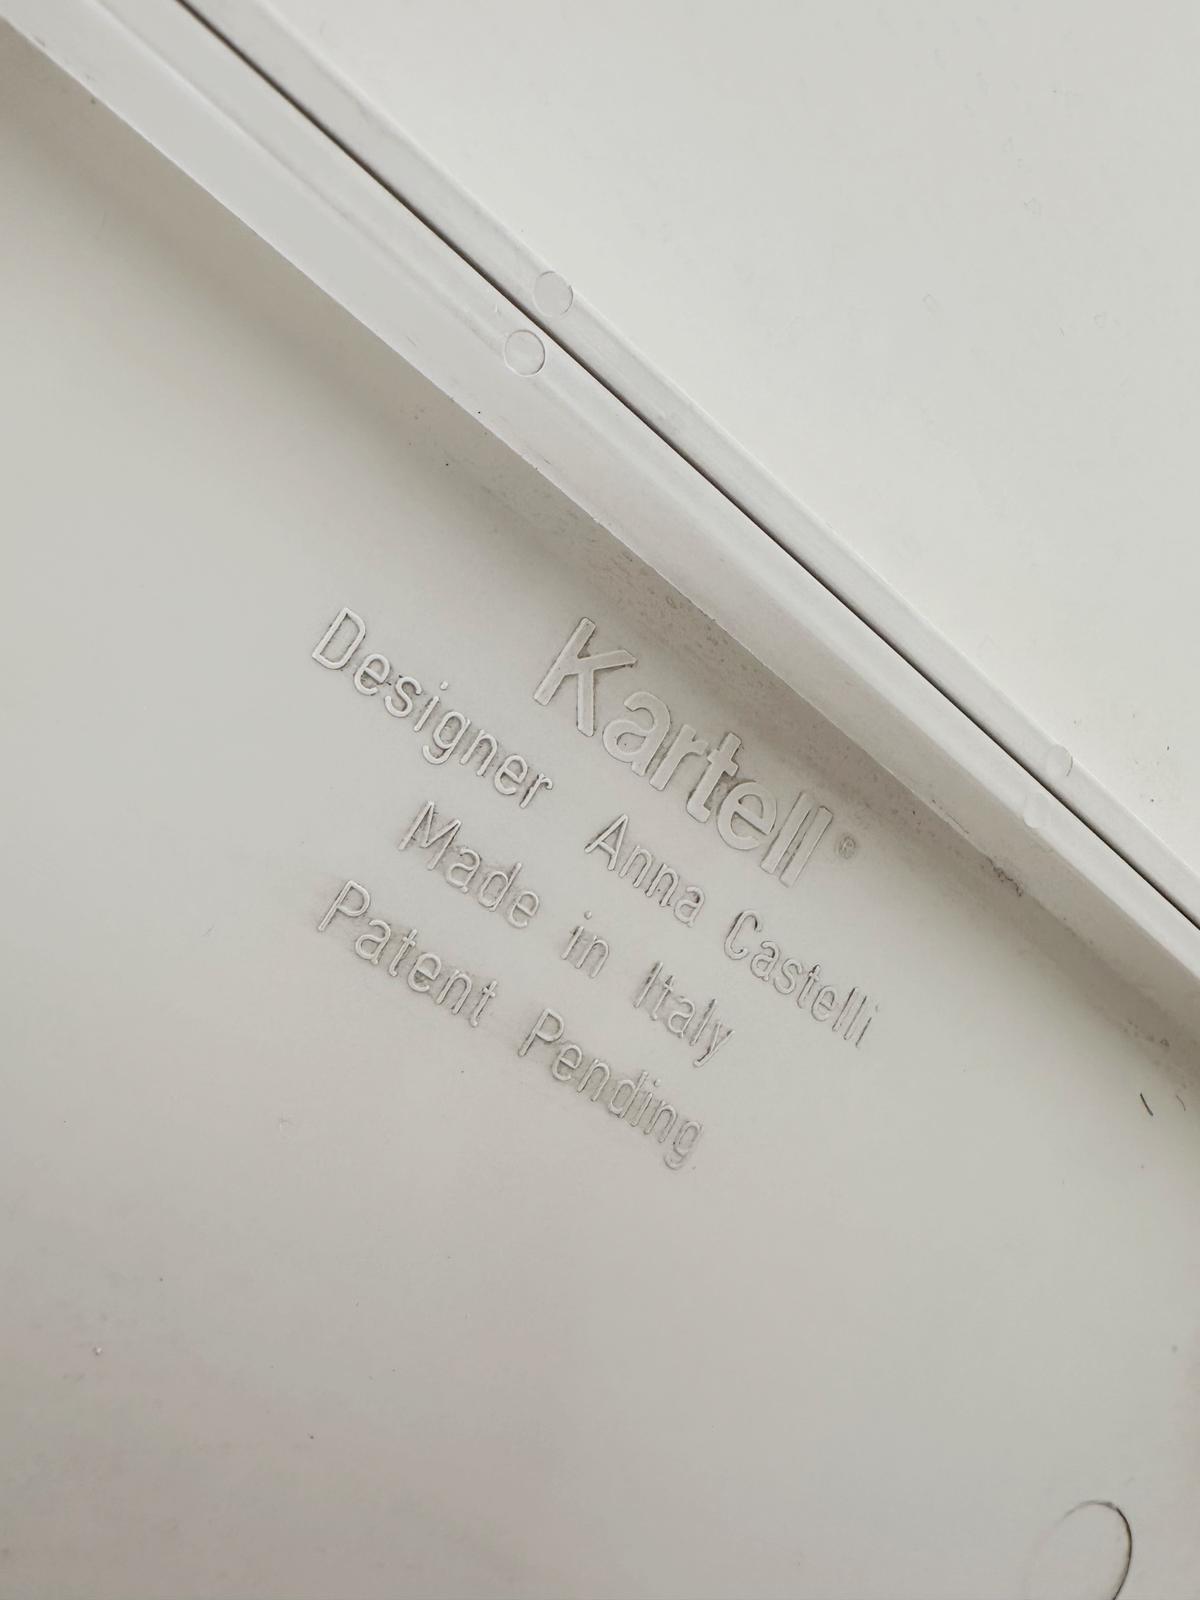 Kartell®
Designer Anna Castelli
Made in Italy
Patent Pending